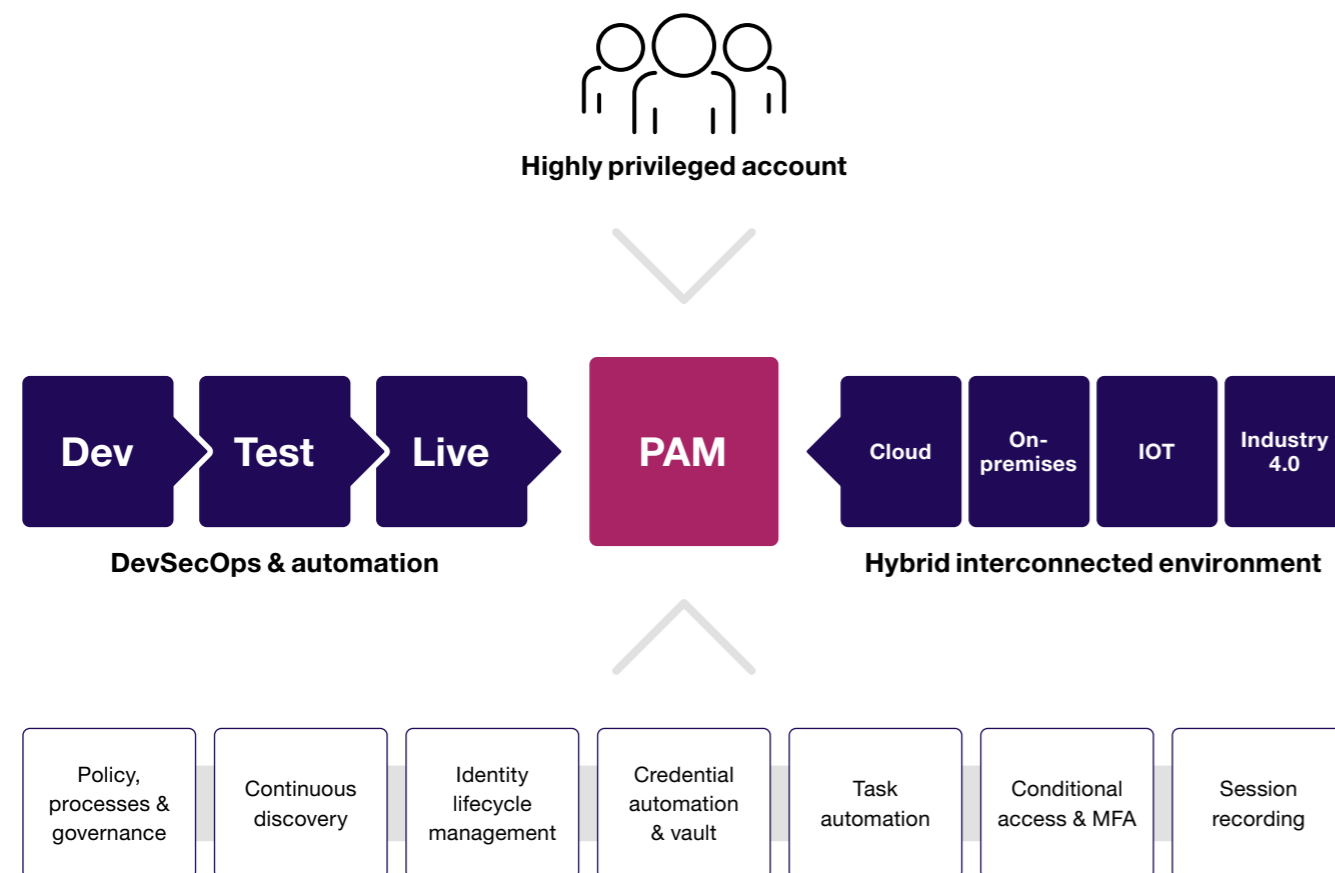 Highly privileged account
Dev
Test
Live
PAM
Cloud
On-
premises
IOT
Industry
4.0
DevSecOps & automation
Hybrid interconnected environment
Policy,
processes &
governance
Continuous
discovery
Identity
lifecycle
management
Credential
automation
& vault
Task
automation
Conditional
access & MFA
Session
recording